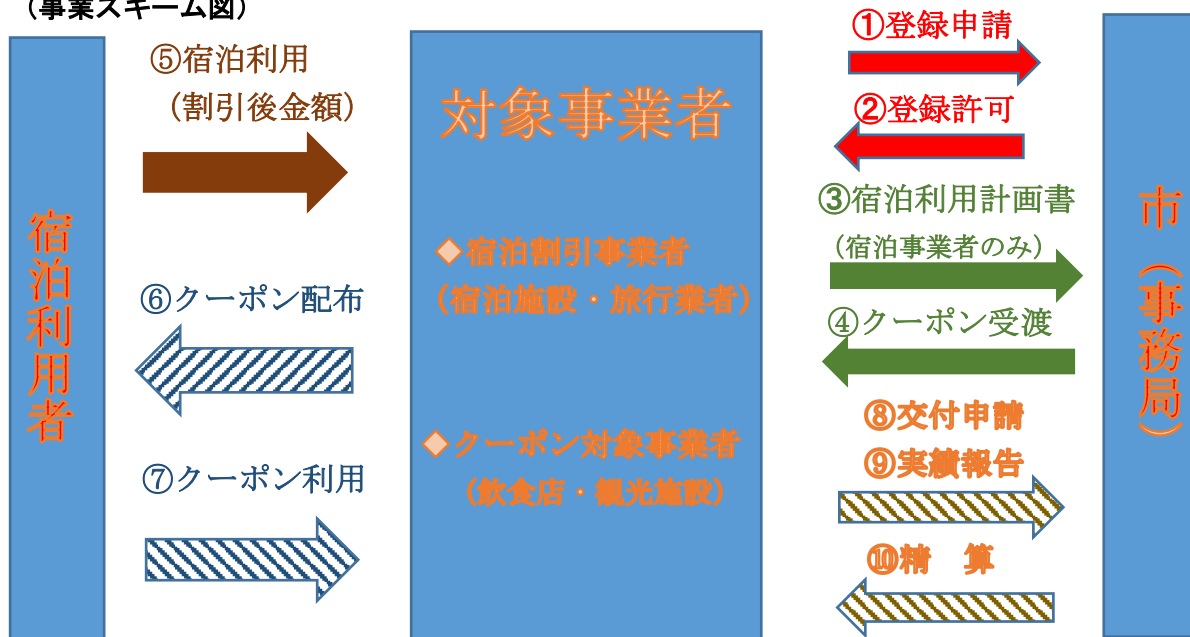 （事業スキーム図）
宿泊利用者
⑤宿泊利用
（割引後金額）
⑥クーポン配布
⑦クーポン利用
対象事業者
◆宿泊割引事業者
（宿泊施設・旅行業者）
◆クーポン対象事業者
（飲食店・観光施設）
①登録申請
②登録許可
③宿泊利用計画書
（宿泊事業者のみ）
④クーポン受渡
⑧交付申請
⑨実績報告
⑩精　算
市（事務局）